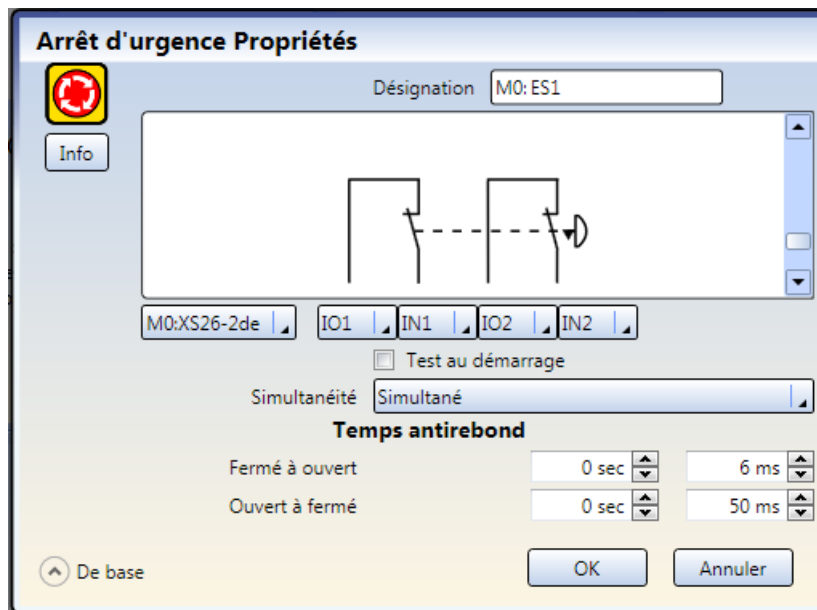 Arrêt d'urgence Propriétés
Désignation M0: ES1
Info
M0:XS26-2de IO1 IN1 IO2 IN2
Test au démarrage
Simultanéité Simultané
Temps antirebond
Fermé à ouvert 0 sec 6 ms
Ouvert à fermé 0 sec 50 ms
De base OK Annuler